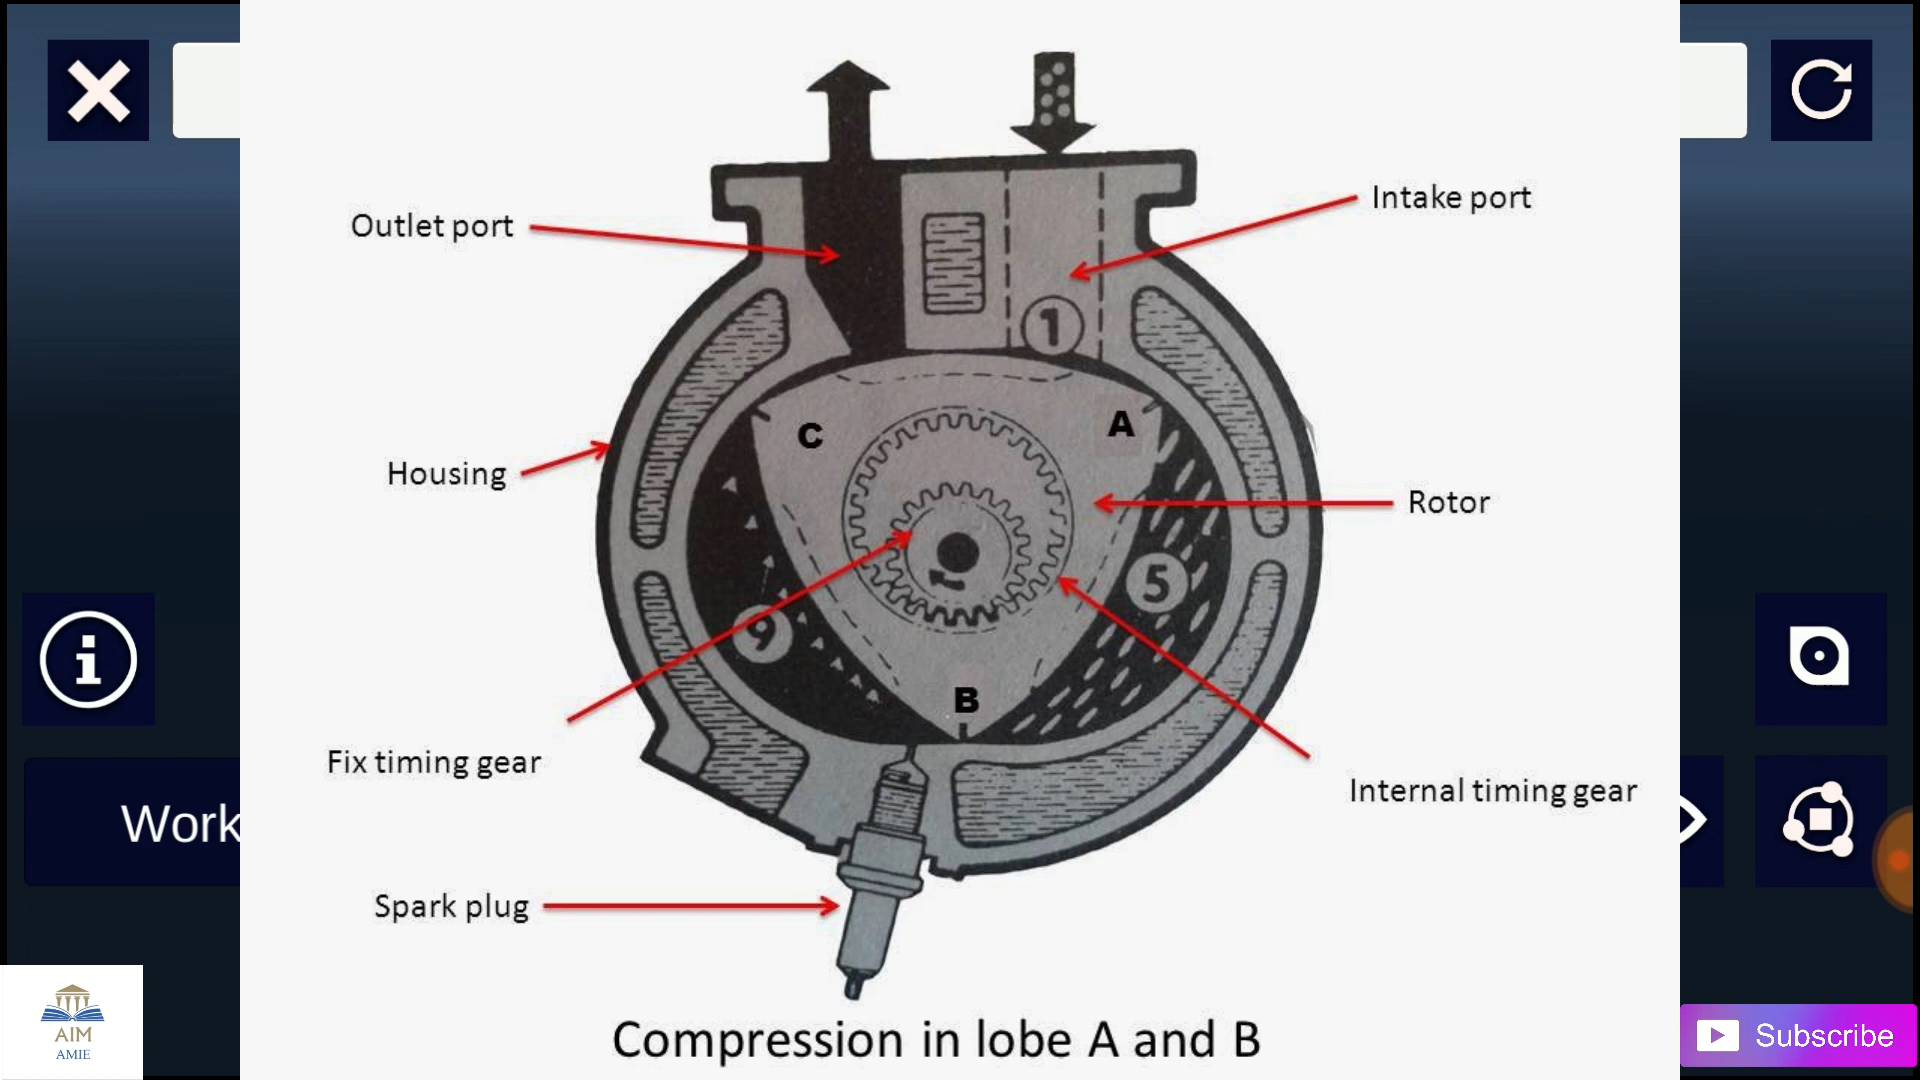 Outlet port
Intake port
1
C
A
Housing
Rotor
5
9
B
Fix timing gear
Internal timing gear
Work
Spark plug
AIM
AMIE
Subscribe
Compression in lobe A and B